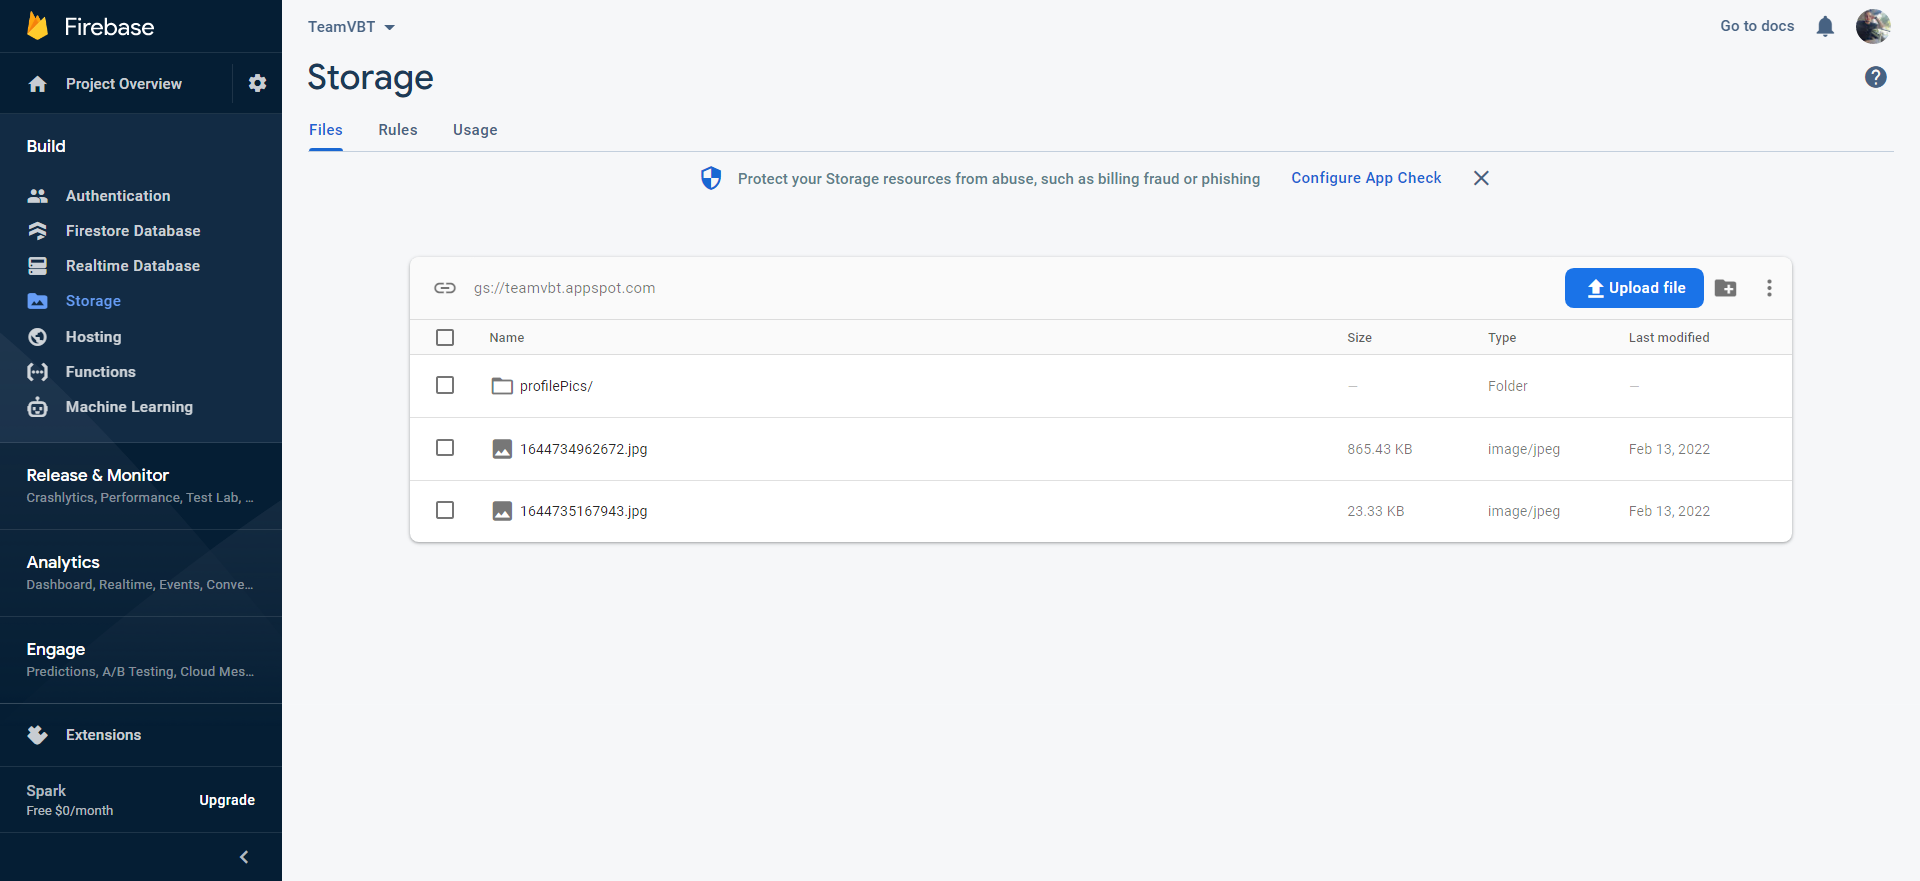 Firebase
Project Overview
Build
Authentication
Firestore Database
Realtime Database
Storage
Hosting
Functions
Machine Learning
Release & Monitor
Crashlytics, Performance, Test Lab, ...
Analytics
Dashboard, Realtime, Events, Conve...
Engage
Predictions, A/B Testing, Cloud Mes...
Extensions
Spark
Free $0/month
Upgrade
TeamVBT
Go to docs
Storage
Files Rules Usage
Protect your Storage resources from abuse, such as billing fraud or phishing Configure App Check
gs://teamvbt.appspot.com
Upload file
Name Size Type Last modified
profilePics/ — Folder —
1644734962672.jpg 865.43 KB image/jpeg Feb 13, 2022
1644735167943.jpg 23.33 KB image/jpeg Feb 13, 2022